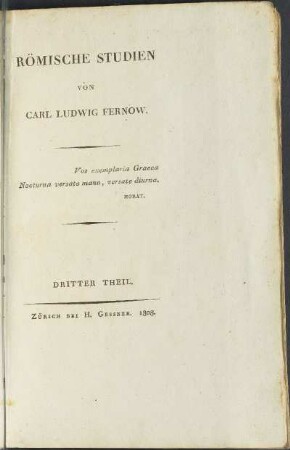 RÖMISCHE STUDIEN
VON
CARL LUDWIG FERNOW.
Vos exemplaria Graeca
Nocturna versate manu, versate diurna.
HORAT.
DRITTER THEIL.
ZÜRICH BEI H. GESSNER. 1808.